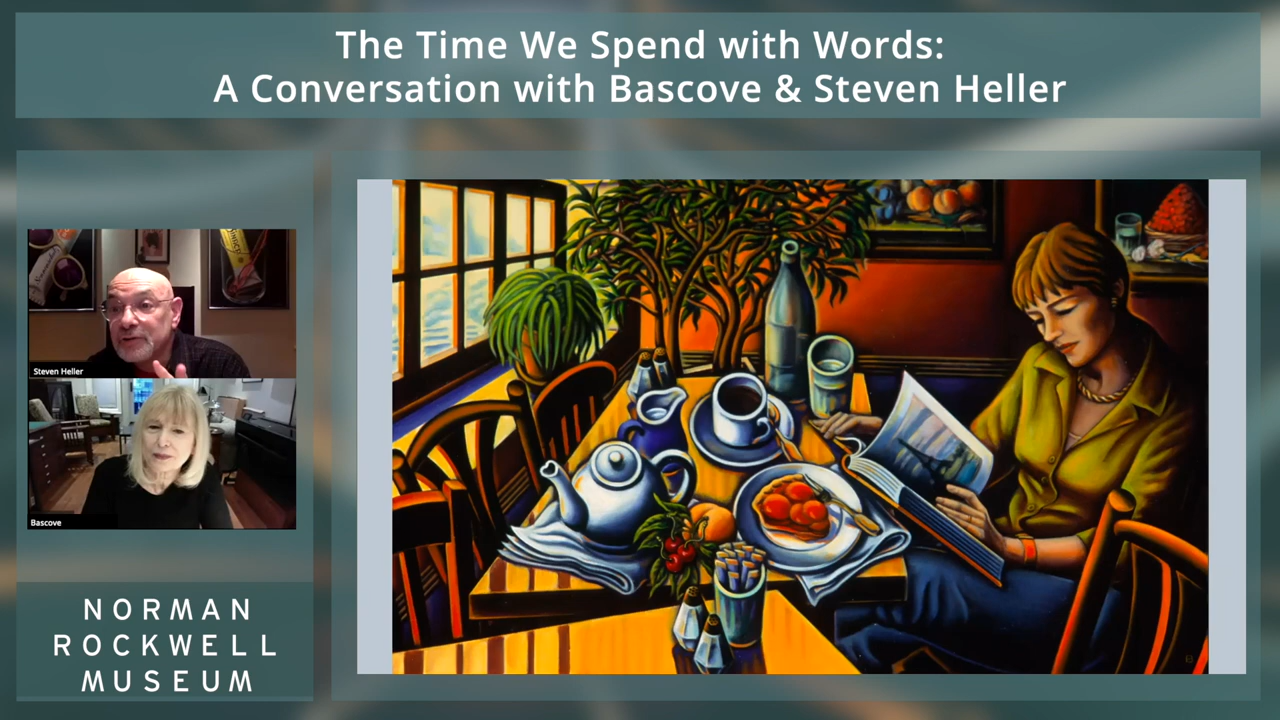 The Time We Spend with Words:
A Conversation with Bascove & Steven Heller
Steven Heller
Bascove
NORMAN
ROCKWELL
MUSEUM